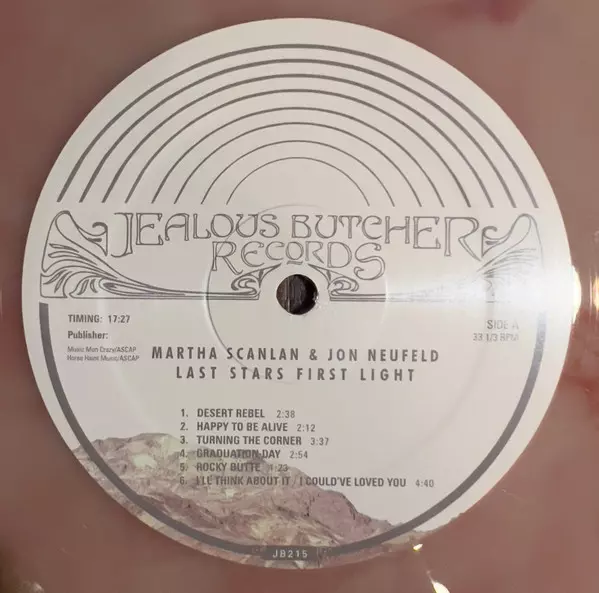 JEALOUS BUTCHER
RECORDS
TIMING: 17:27
SIDE A
Publisher:
33 1/3 RPM
Music Men Crazy/ASCAP
Horse Haunt Music/ASCAP
MARTHA SCANLAN & JON NEUFELD
LAST STARS FIRST LIGHT
1. DESERT REBEL 2:38
2. HAPPY TO BE ALIVE 2:12
3. TURNING THE CORNER 3:37
4. GRADUATION DAY 2:54
5. ROCKY BUTTE 1:23
6. I'LL THINK ABOUT IT / I COULD'VE LOVED YOU 4:40
JB215